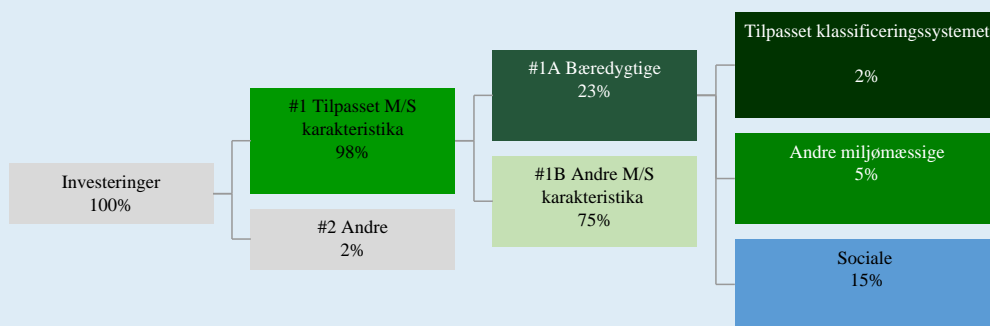 Investeringer
100%
#1 Tilpasset M/S
karakteristika
98%
#2 Andre
2%
#1A Bæredygtige
23%
#1B Andre M/S
karakteristika
75%
Tilpasset klassificeringssystemet
2%
Andre miljømæssige
5%
Sociale
15%